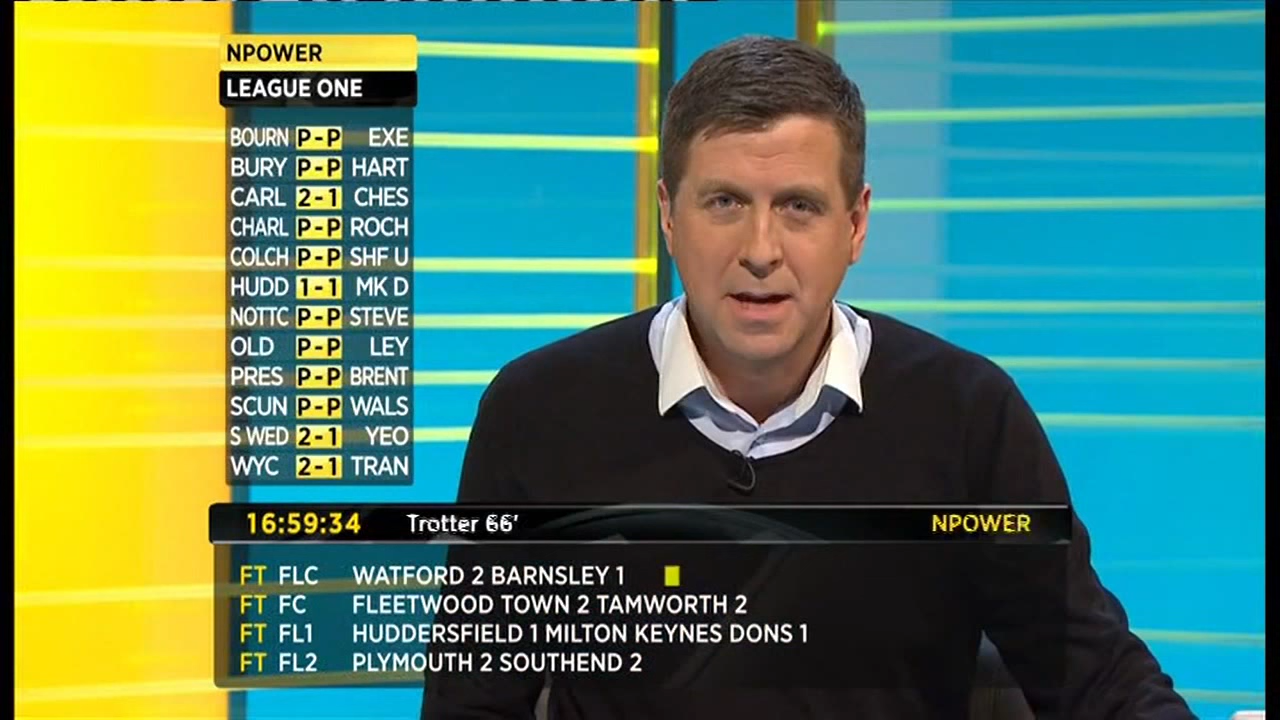 NPOWER
LEAGUE ONE
BOURN P-P EXE
BURY P-P HART
CARL 2-1 CHES
CHARL P-P ROCH
COLCH P-P SHF U
HUDD 1-1 MK D
NOTTC P-P STEVE
OLD P-P LEY
PRES P-P BRENT
SCUN P-P WALS
S WED 2-1 YEO
WYC 2-1 TRAN
16:59:34 Trotter 66' NPOWER
FT FLC WATFORD 2 BARNSLEY 1
FT FC FLEETWOOD TOWN 2 TAMWORTH 2
FT FL1 HUDDERSFIELD 1 MILTON KEYNES DONS 1
FT FL2 PLYMOUTH 2 SOUTHEND 2